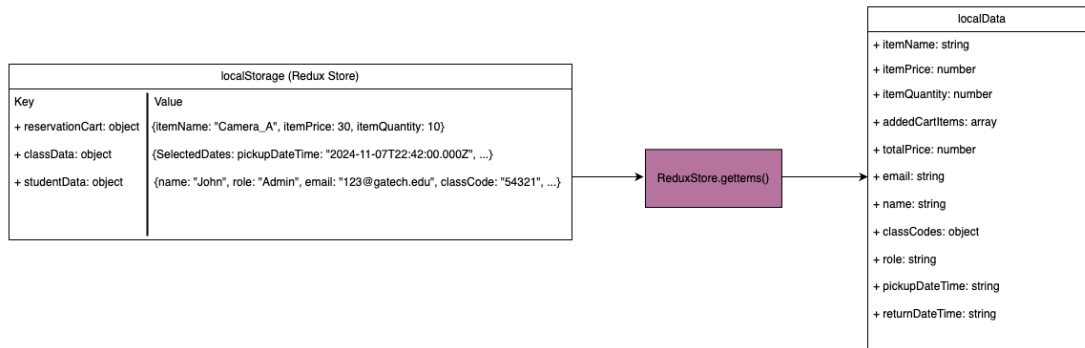 localStorage (Redux Store)
Key Value
+ reservationCart: object {itemName: "Camera_A", itemPrice: 30, itemQuantity: 10}
+ classData: object {SelectedDates: pickupDateTime: "2024-11-07T22:42:00.000Z", ...}
+ studentData: object {name: "John", role: "Admin", email: "123@gatech.edu", classCode: "54321", ...}
ReduxStore.gettems()
localData
+ itemName: string
+ itemPrice: number
+ itemQuantity: number
+ addedCartItems: array
+ totalPrice: number
+ email: string
+ name: string
+ classCodes: object
+ role: string
+ pickupDateTime: string
+ returnDateTime: string